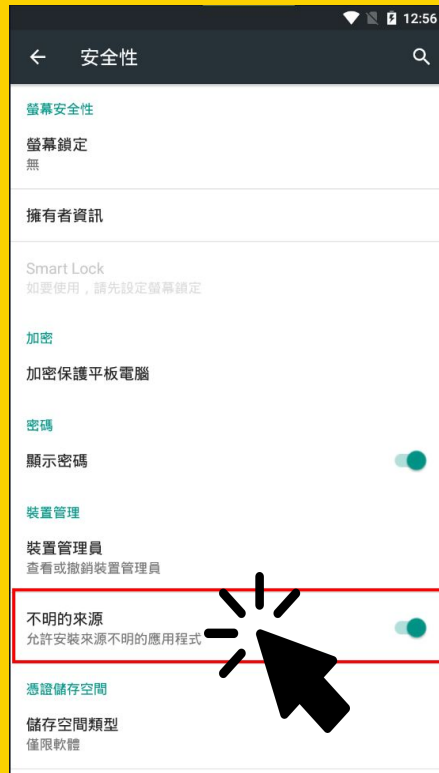 12:56
安全性
螢幕安全性
螢幕鎖定
無
擁有者資訊
Smart Lock
如要使用，請先設定螢幕鎖定
加密
加密保護平板電腦
密碼
顯示密碼
裝置管理
裝置管理員
查看或撤銷裝置管理員
不明的來源
允許安裝來源不明的應用程式
憑證儲存空間
儲存空間類型
僅限軟體